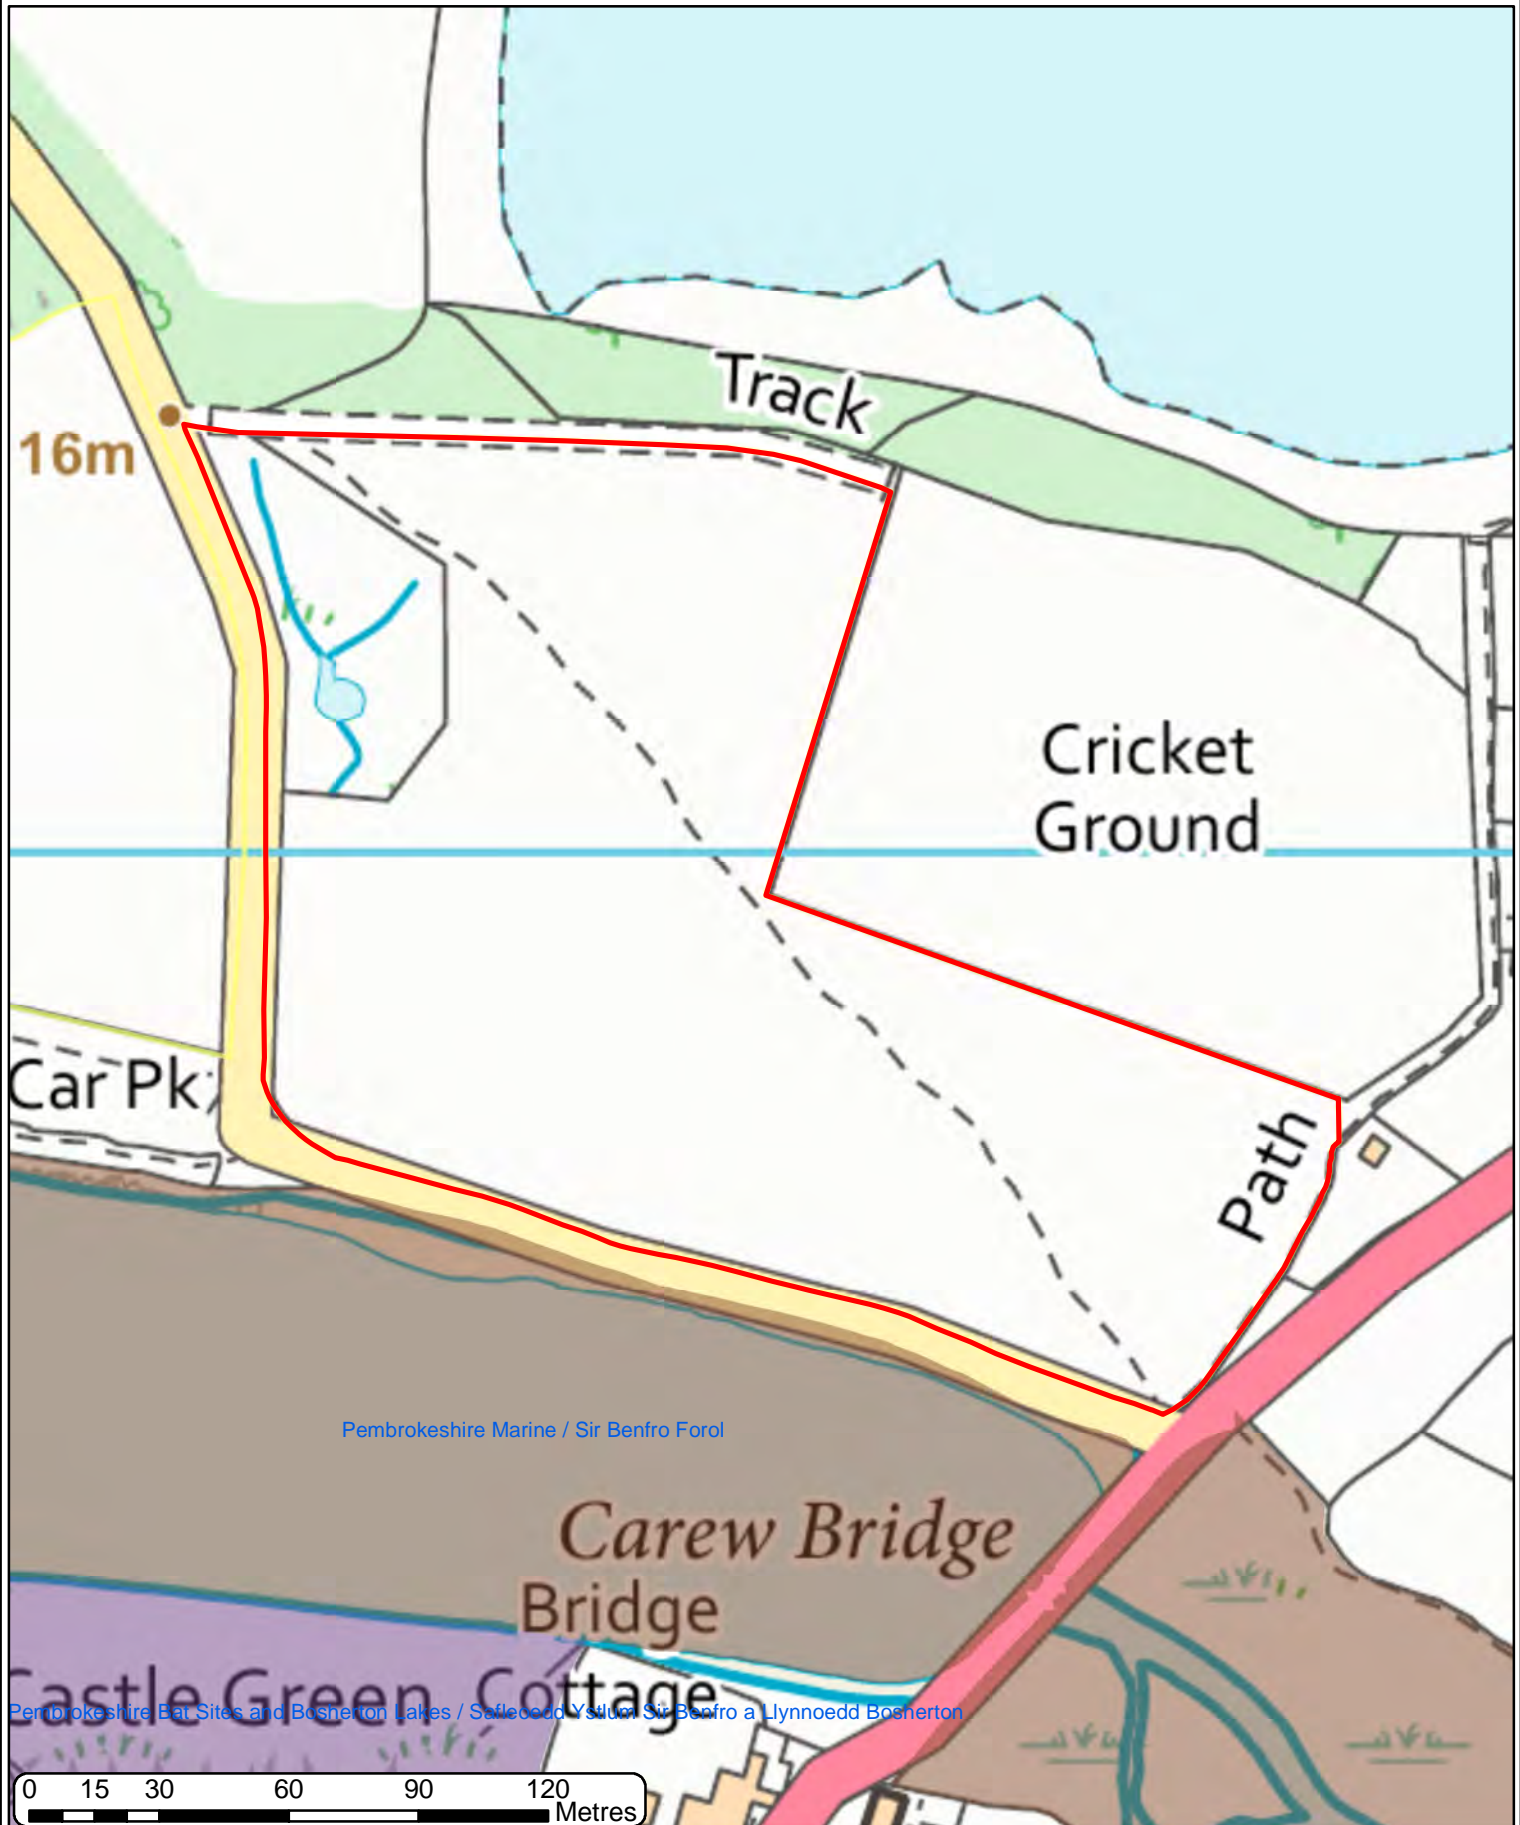 Track
16m
Cricket
Ground
Car Pk
Path
Pembrokeshire Marine / Sir Benfro Forol
Carew Bridge
Bridge
Castle Green Cottage
Pembrokeshire Bat Sites and Bosherton Lakes / Safleoedd Ystlum Sir Benfro a Llynnoedd Bosherton
0 15 30 60 90 120
Metres